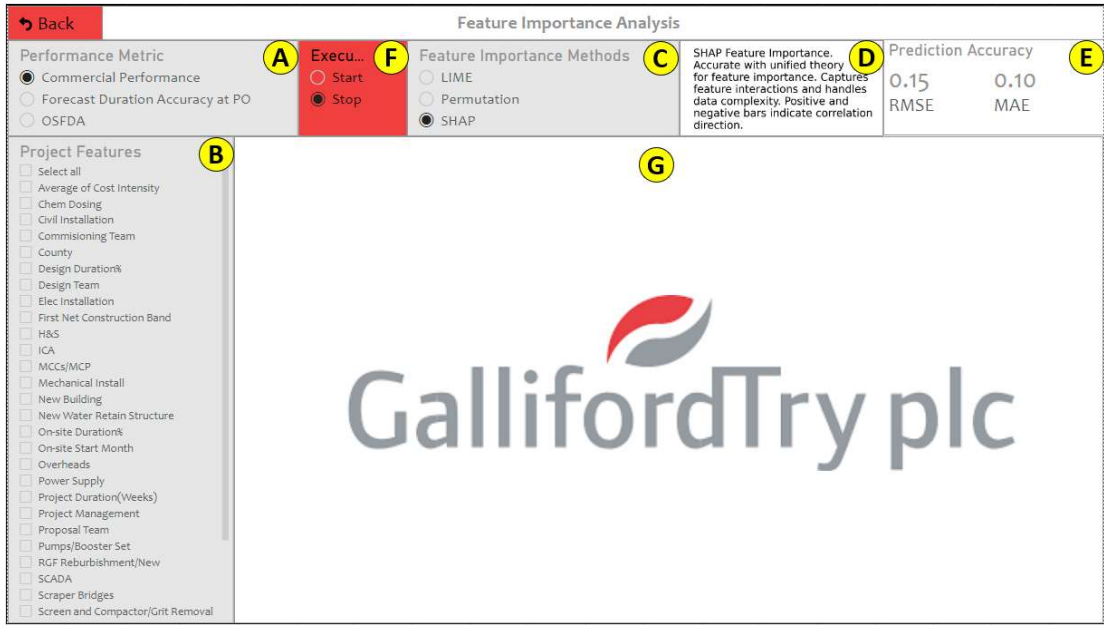 Back
Feature Importance Analysis
Performance Metric
A
Commercial Performance
Forecast Duration Accuracy at PO
OSFDA
Execu...
F
Start
Stop
Feature Importance Methods
C
LIME
Permutation
SHAP
SHAP Feature Importance.
Accurate with unified theory
for feature importance. Captures
feature interactions and handles
data complexity. Positive and
negative bars indicate correlation
direction.
D
Prediction Accuracy
E
0.15
0.10
RMSE
MAE
Project Features
B
Select all
Average of Cost Intensity
Chem Dosing
Civil Installation
Commisioning Team
County
Design Duration%
Design Team
Elec Installation
First Net Construction Band
H&S
ICA
MCCs/MCP
Mechanical Install
New Building
New Water Retain Structure
On-site Duration%
On-site Start Month
Overheads
Power Supply
Project Duration(Weeks)
Project Management
Proposal Team
Pumps/Booster Set
RGF Reburbishment/New
SCADA
Scraper Bridges
Screen and Compactor/Grit Removal
G
GallifordTry plc